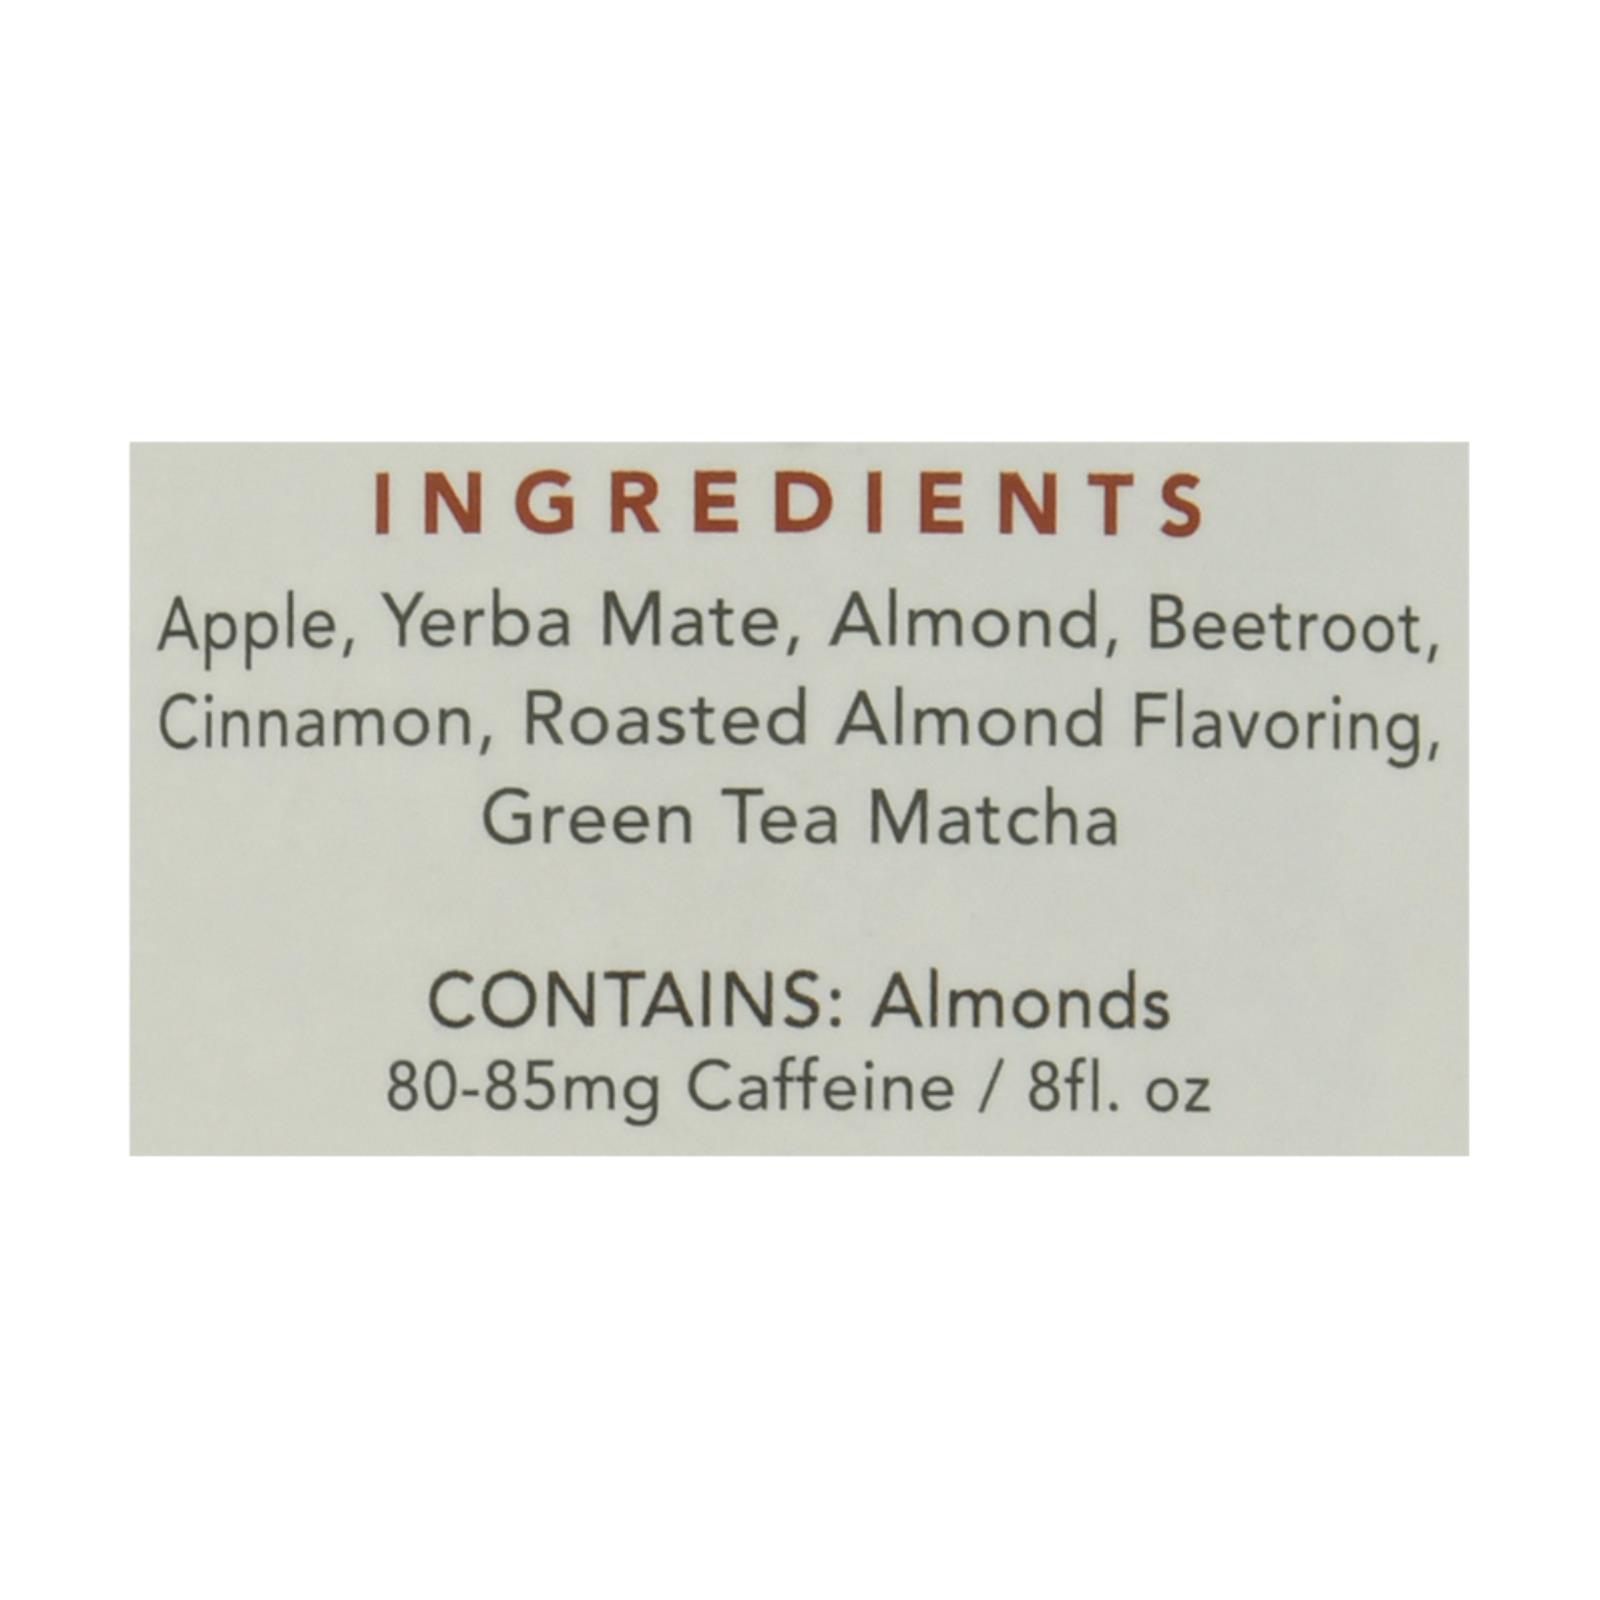 INGREDIENTS
Apple, Yerba Mate, Almond, Beetroot,
Cinnamon, Roasted Almond Flavoring,
Green Tea Matcha
CONTAINS: Almonds
80-85mg Caffeine / 8fl. oz